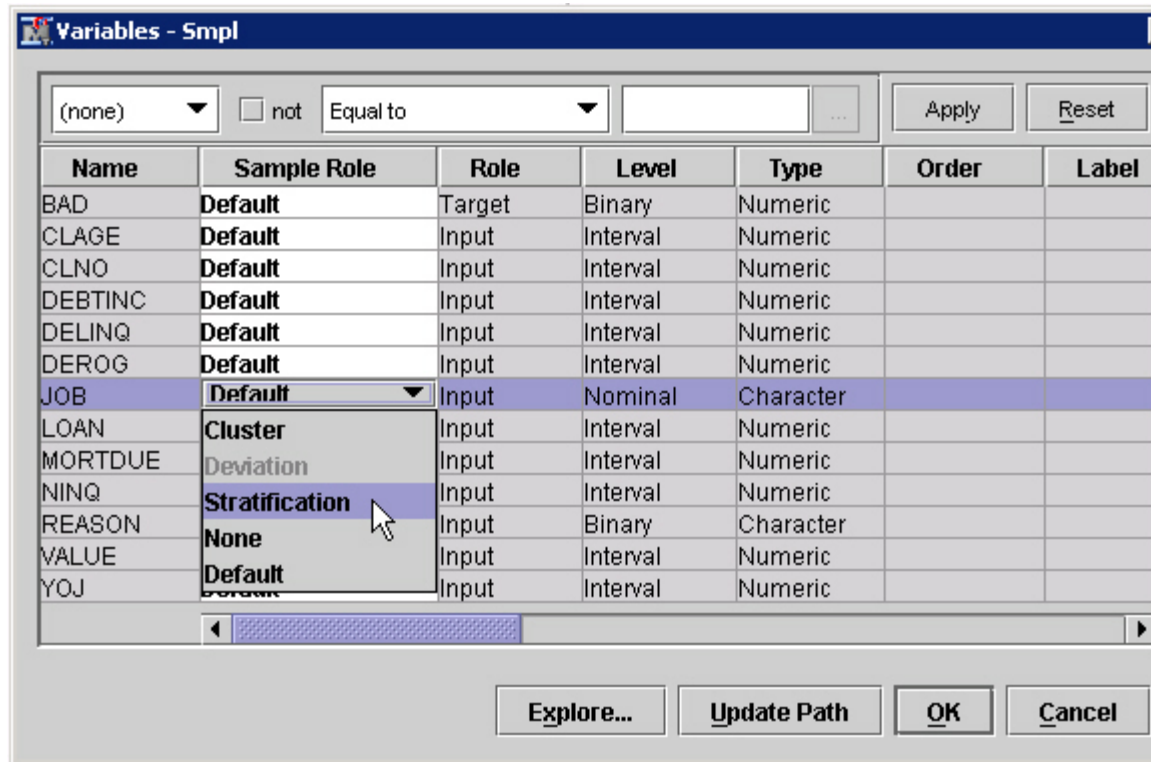 Variables - Smpl
(none) not Equal to ... Apply Reset
Name Sample Role Role Level Type Order Label
BAD Default Target Binary Numeric
CLAGE Default Input Interval Numeric
CLNO Default Input Interval Numeric
DEBTINC Default Input Interval Numeric
DELINQ Default Input Interval Numeric
DEROG Default Input Interval Numeric
JOB Default Input Nominal Character
LOAN Cluster Input Interval Numeric
MORTDUE Deviation Input Interval Numeric
NINQ Stratification Input Interval Numeric
REASON None Input Binary Character
VALUE Default Input Interval Numeric
YOJ Default Input Interval Numeric
Explore... Update Path OK Cancel